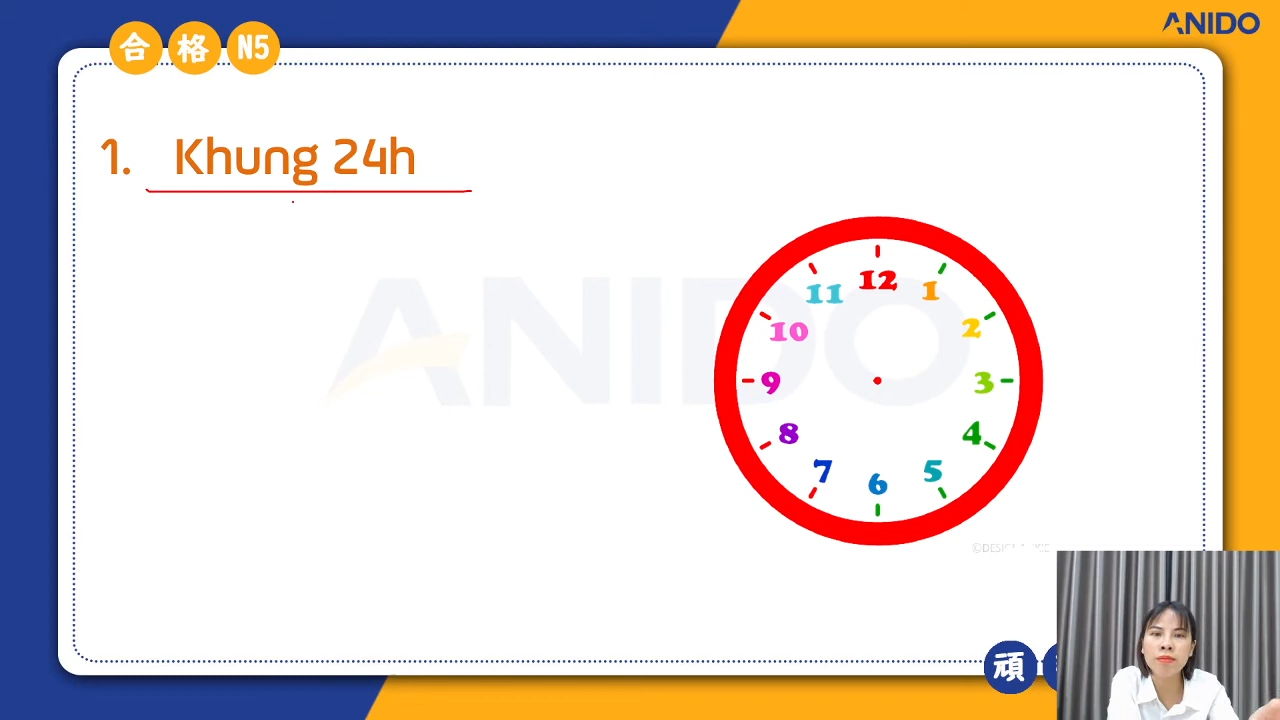 ANIDO
合 格 N5
1. Khung 24h
ANIDO
12
11 1
10 2
9 3
8 4
7 5
6
頑